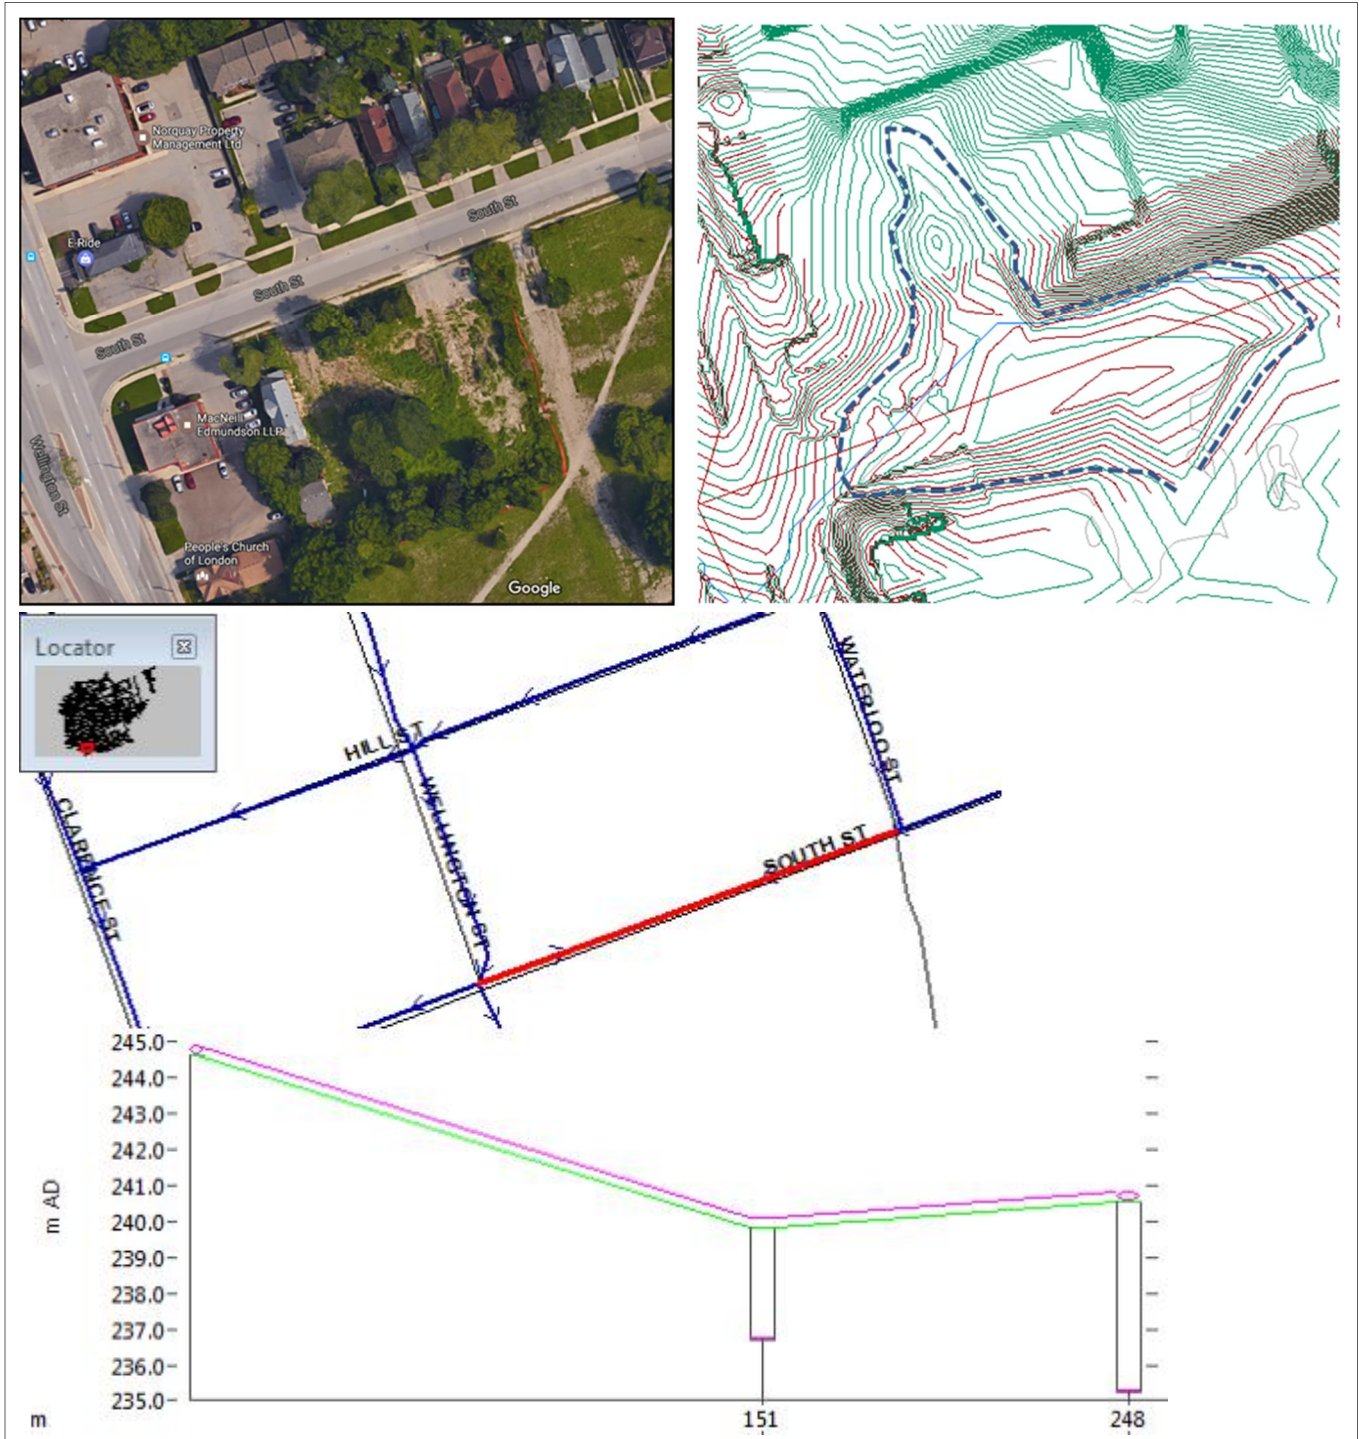 Norquay Property
Management Ltd
E-Ride
South St
South St
South St
MacNeill
Edmundson LLP
Wellington St
People's Church
of London
Google
Locator
HILL ST
WATERLOO ST
CLARENCE ST
WELLINGTON ST
SOUTH ST
245.0
244.0
243.0
242.0
241.0
240.0
239.0
238.0
237.0
236.0
235.0
m AD
m
151
248